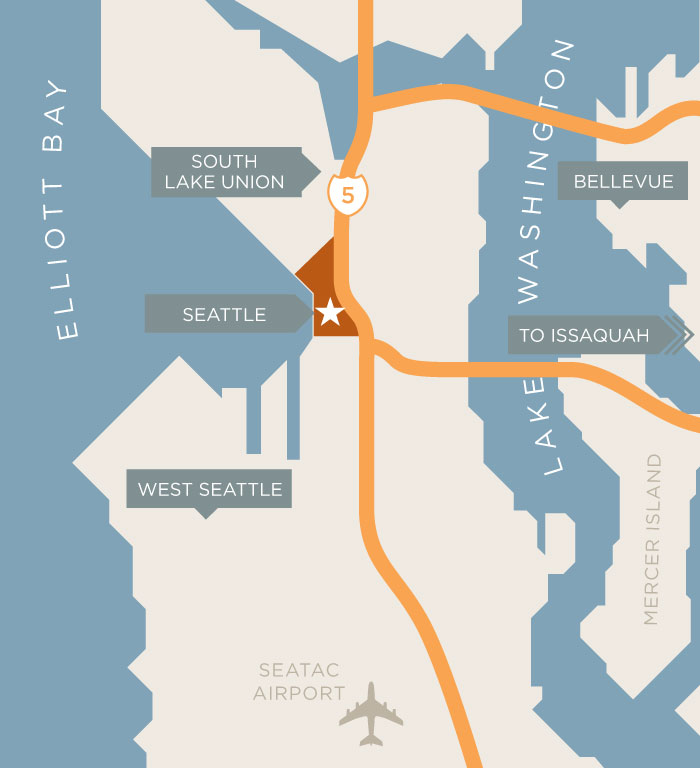 ELLIOTT BAY
LAKE WASHINGTON
SOUTH
LAKE UNION
BELLEVUE
5
SEATTLE
TO ISSAQUAH
WEST SEATTLE
MERCER ISLAND
SEATAC
AIRPORT